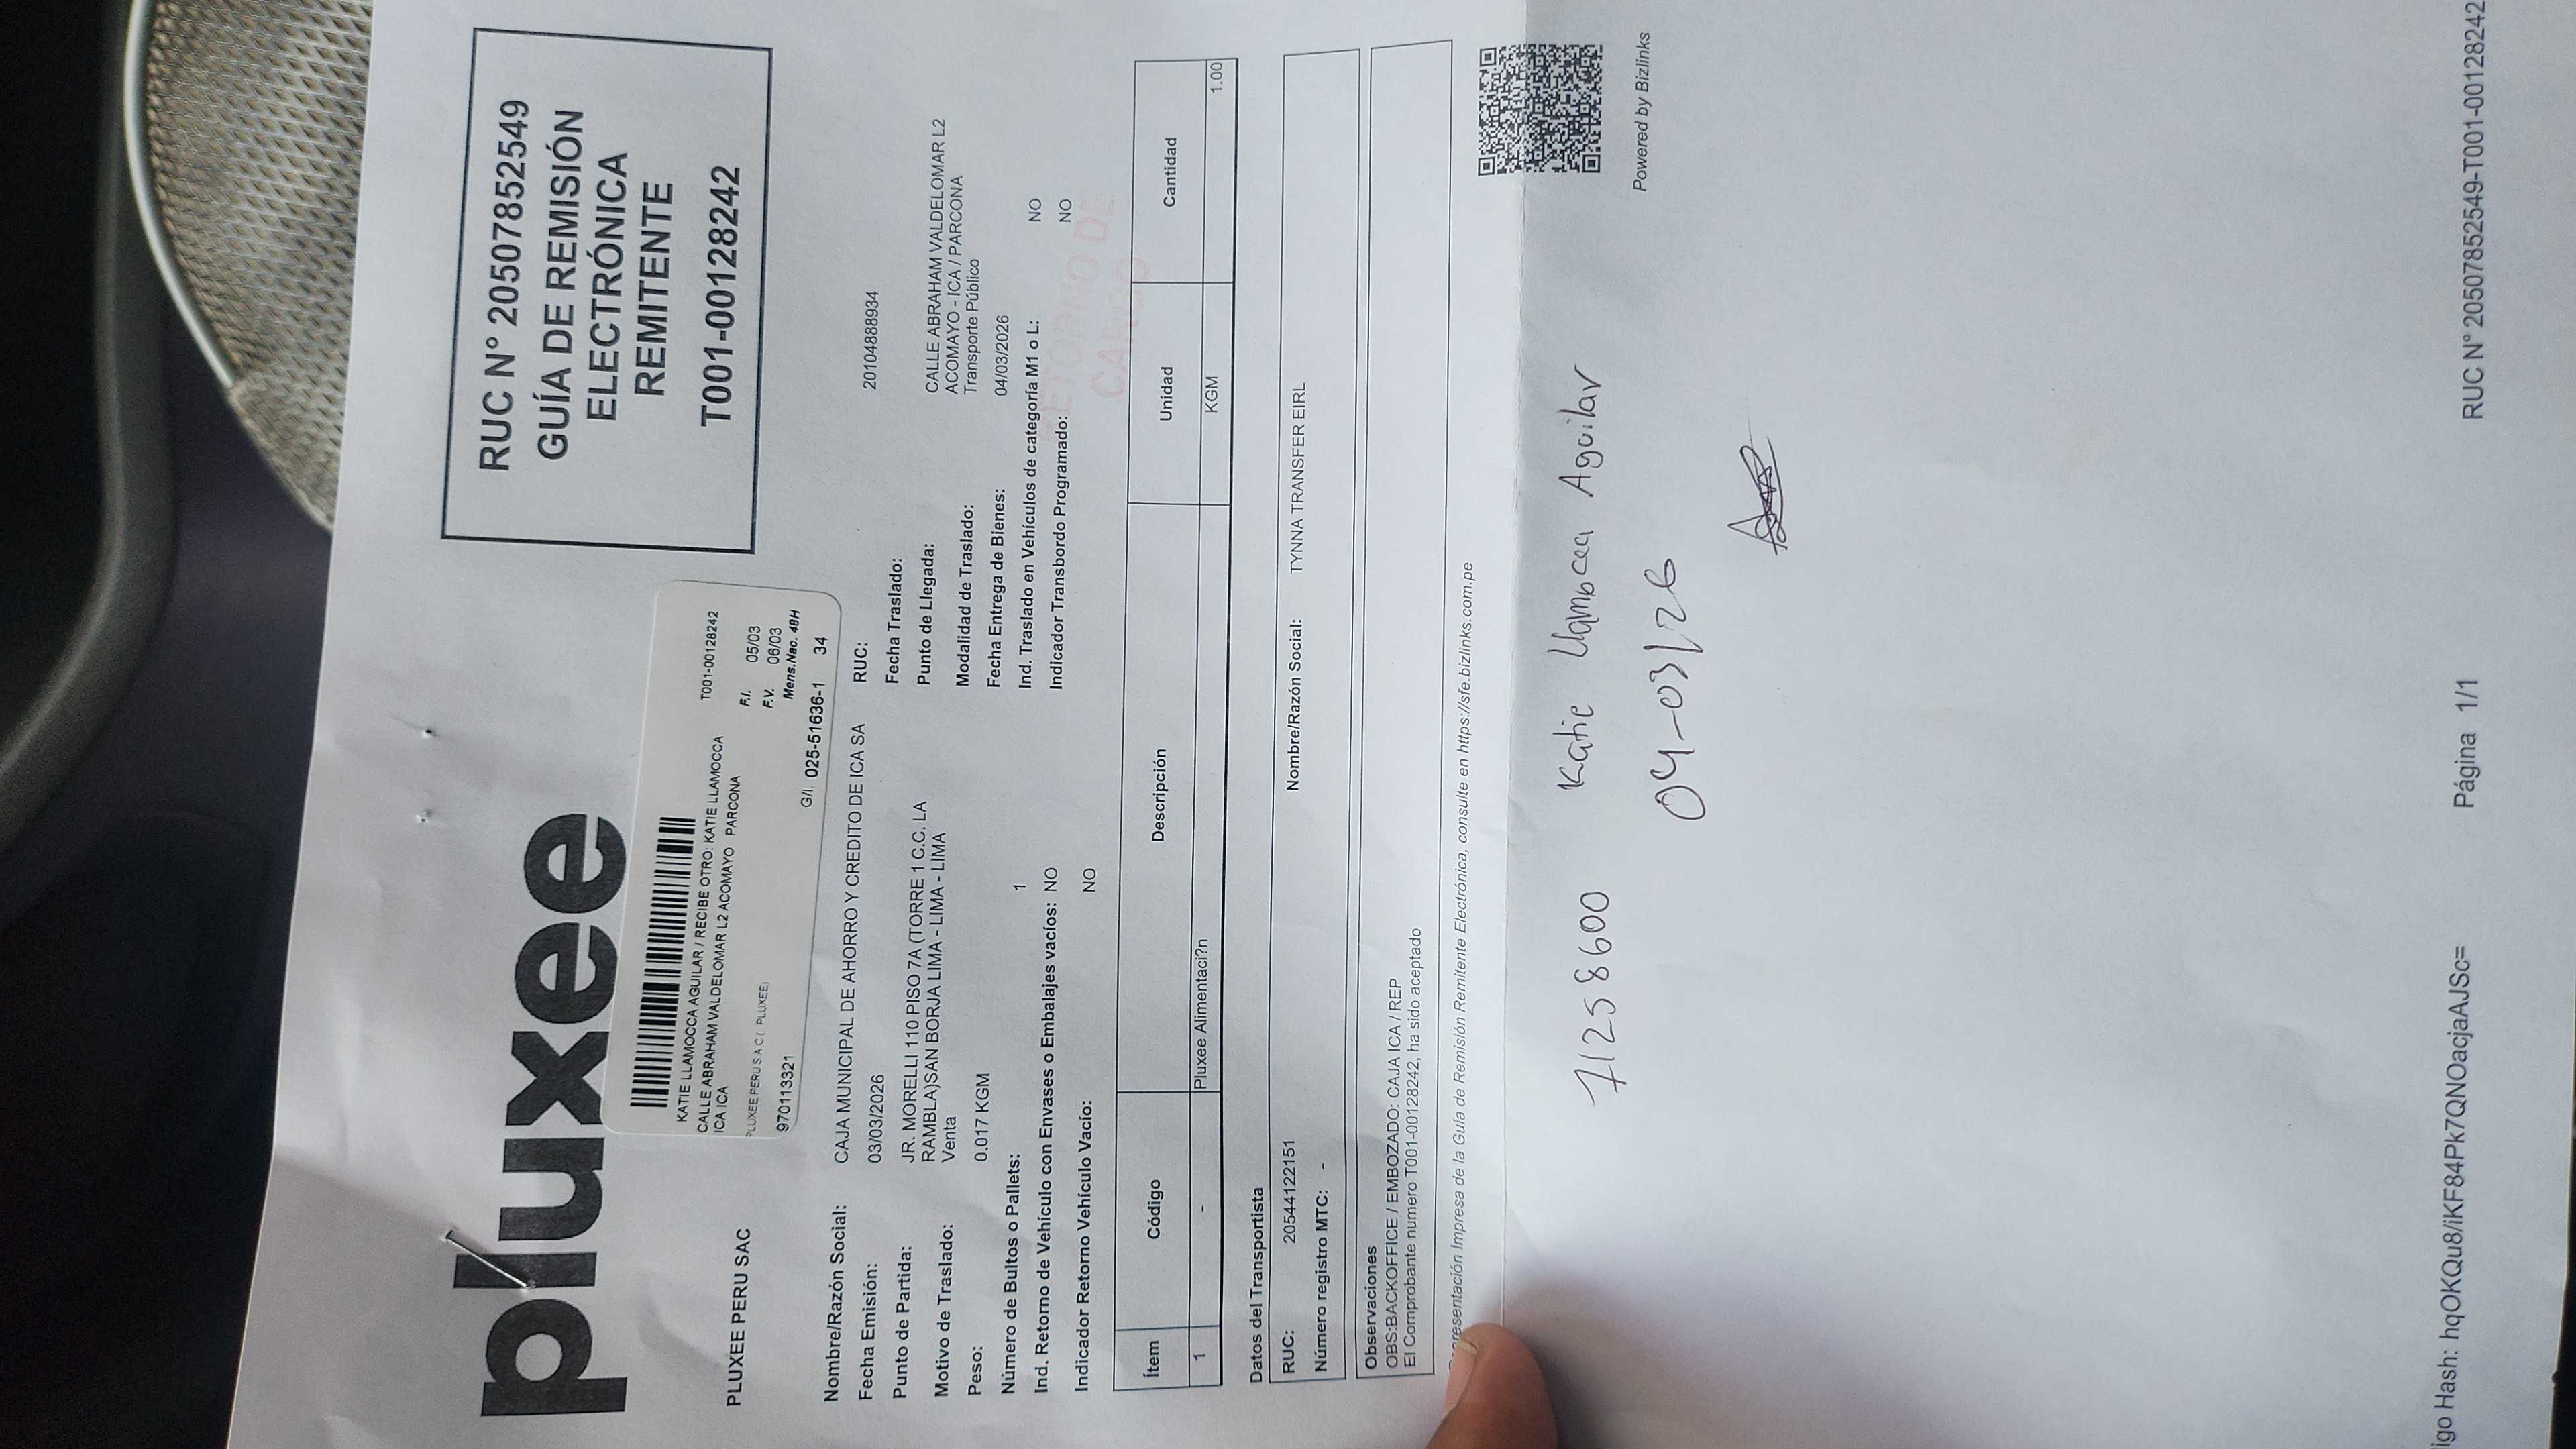 pluxee
RUC N° 20507852549
GUÍA DE REMISIÓN
ELECTRÓNICA
REMITENTE
T001-00128242
KATIE LLAMOCCA AGUILAR / RECIBE OTRO: KATIE LLAMOCCA T001-00128242
CALLE ABRAHAM VALDELOMAR L2 ACOMAYO PARCONA
ICA ICA
F.I. 05/03
PLUXEE PERU S A C ( PLUXEE)
F.V. 06/03
Mens.Nac. 48H
970113321
G/I. 025-51636-1 34
PLUXEE PERU SAC
Nombre/Razón Social: CAJA MUNICIPAL DE AHORRO Y CREDITO DE ICA SA
RUC: 20104888934
Fecha Emisión: 03/03/2026
Fecha Traslado:
Punto de Partida: JR. MORELLI 110 PISO 7A (TORRE 1 C.C. LA
RAMBLA)SAN BORJA LIMA - LIMA - LIMA
Punto de Llegada: CALLE ABRAHAM VALDELOMAR L2
ACOMAYO - ICA / PARCONA
Motivo de Traslado: Venta
Modalidad de Traslado: Transporte Público
Peso: 0.017 KGM
Fecha Entrega de Bienes: 04/03/2026
Número de Bultos o Pallets: 1
Ind. Traslado en Vehículos de categoría M1 o L: NO
Ind. Retorno de Vehículo con Envases o Embalajes vacíos: NO
Indicador Transbordo Programado: NO
Indicador Retorno Vehículo Vacío: NO
CARGO
Ítem Código Descripción Unidad Cantidad
1 - Pluxee Alimentaci?n KGM 1.00
Datos del Transportista
RUC: 20544122151 Nombre/Razón Social: TYNNA TRANSFER EIRL
Número registro MTC: -
Observaciones
OBS:BACKOFFICE / EMBOZADO: CAJA ICA / REP
El Comprobante numero T001-00128242, ha sido aceptado
presentación Impresa de la Guía de Remisión Remitente Electrónica, consulte en https://sfe.bizlinks.com.pe
71258600 Katie Llamocca Aguilar
04-03/26
Powered by Bizlinks
igo Hash: hqOKQu8/iKF84Pk7QNOacjaAJSc= Página 1/1 RUC N° 20507852549-T001-00128242